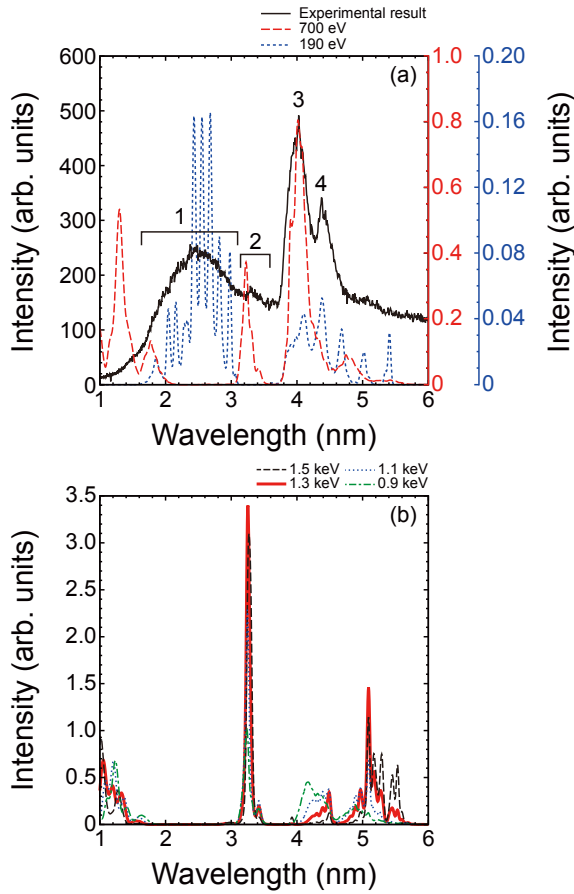 Experimental result
700 eV
190 eV
(a)
600
500
400
300
200
100
0
1.0
0.8
0.6
0.4
0.2
0
0.20
0.16
0.12
0.08
0.04
0
1
2
3
4
Intensity (arb. units)
Intensity (arb. units)
1 2 3 4 5 6
Wavelength (nm)
1.5 keV 1.1 keV
1.3 keV 0.9 keV
(b)
3.5
3.0
2.5
2.0
1.5
1.0
0.5
0
Intensity (arb. units)
1 2 3 4 5 6
Wavelength (nm)